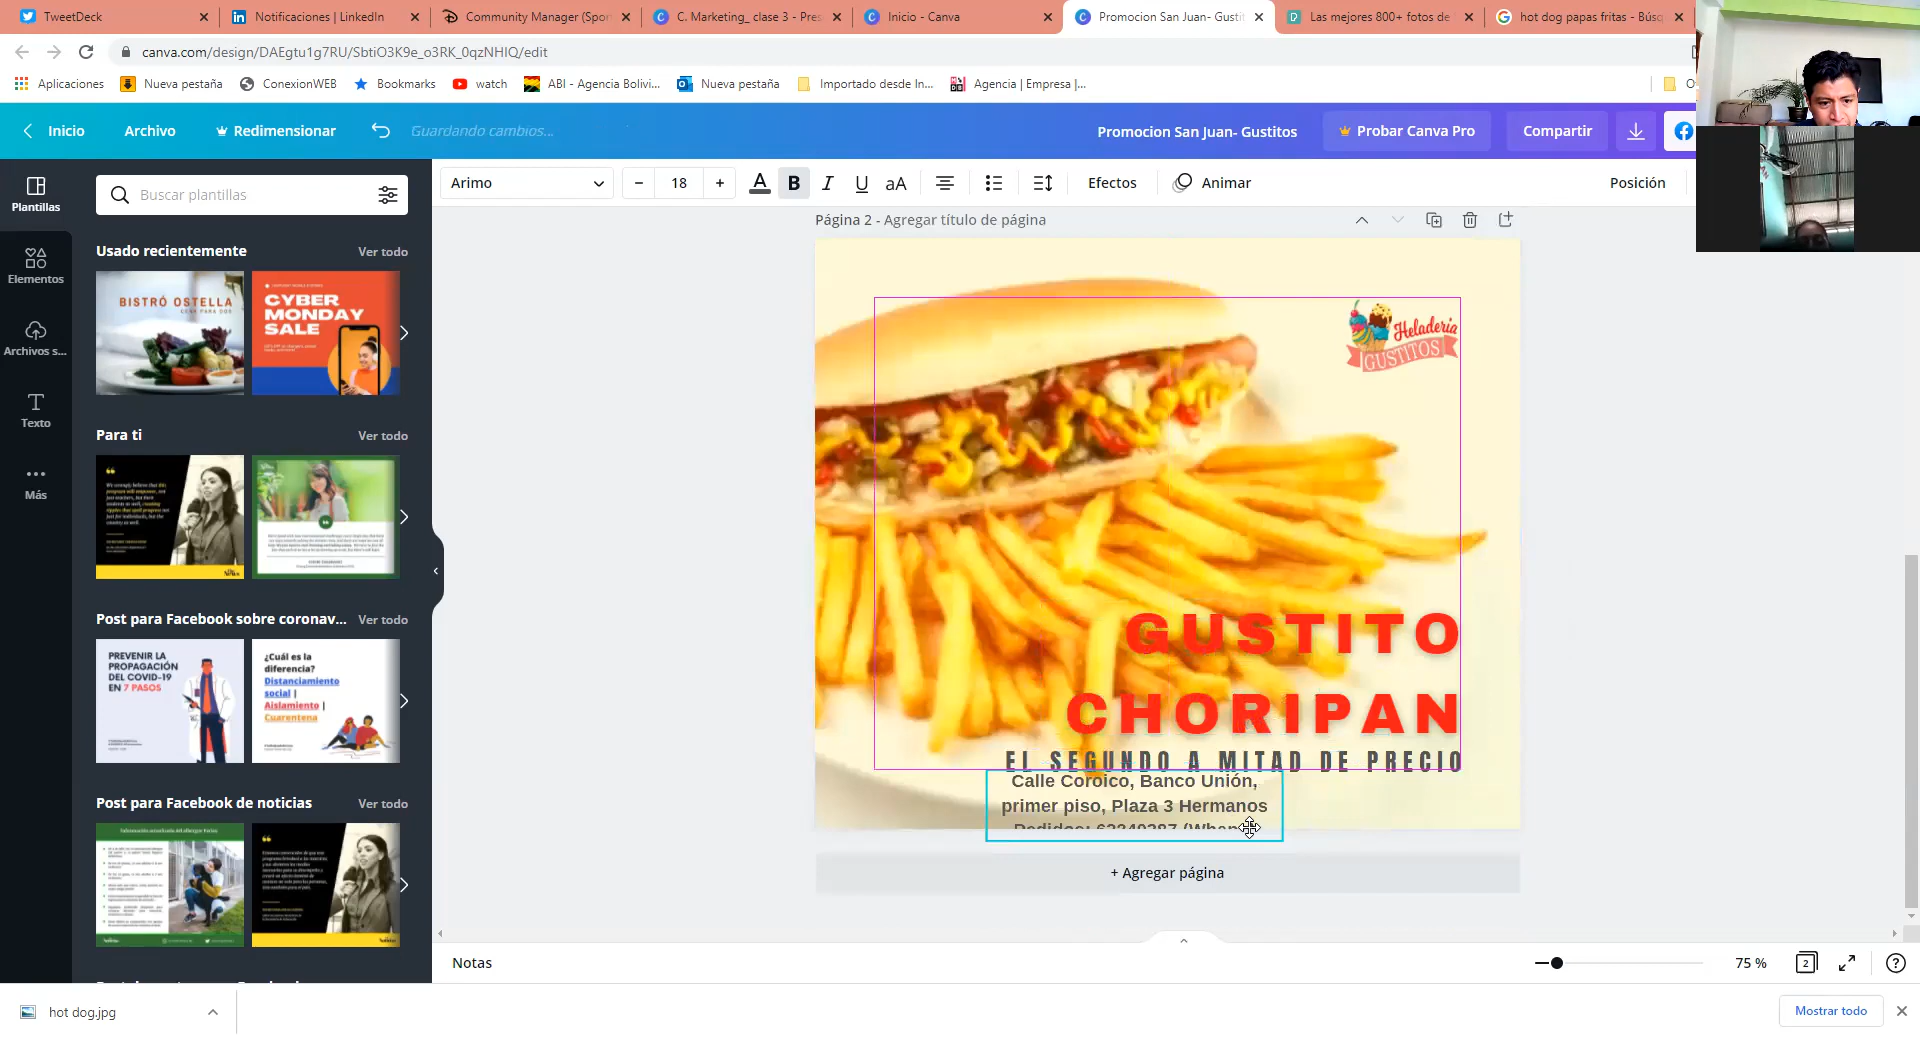 TweetDeck
Notificaciones | LinkedIn
Community Manager (Spon
C. Marketing_ clase 3 - Pres
Inicio - Canva
Promocion San Juan- Gustit
Las mejores 800+ fotos de
hot dog papas fritas - Búsq
canva.com/design/DAEgtu1g7RU/SbtiO3K9e_o3RK_0qzNHIQ/edit
Aplicaciones
Nueva pestaña
ConexionWEB
Bookmarks
watch
ABI - Agencia Bolivi...
Nueva pestaña
Importado desde In...
Agencia | Empresa |...
Inicio
Archivo
Redimensionar
Guardando cambios...
Promocion San Juan- Gustitos
Probar Canva Pro
Compartir
Plantillas
Elementos
Archivos s...
Texto
Más
Buscar plantillas
Arimo
18
A
B
I
U
aA
Efectos
Animar
Posición
Usado recientemente
Ver todo
BISTRÓ OSTELLA
CENA PARA DOS
CYBER
MONDAY
SALE
Para ti
Ver todo
Post para Facebook sobre coronav...
Ver todo
PREVENIR LA
PROPAGACIÓN
DEL COVID-19
EN 7 PASOS
¿Cuál es la
diferencia?
Distanciamiento
social |
Aislamiento |
Cuarentena
Post para Facebook de noticias
Ver todo
Página 2 - Agregar título de página
Heladería
GUSTITOS
GUSTITO
CHORIPAN
EL SEGUNDO A MITAD DE PRECIO
Calle Coroico, Banco Unión,
primer piso, Plaza 3 Hermanos
+ Agregar página
Notas
75 %
2
hot dog.jpg
Mostrar todo